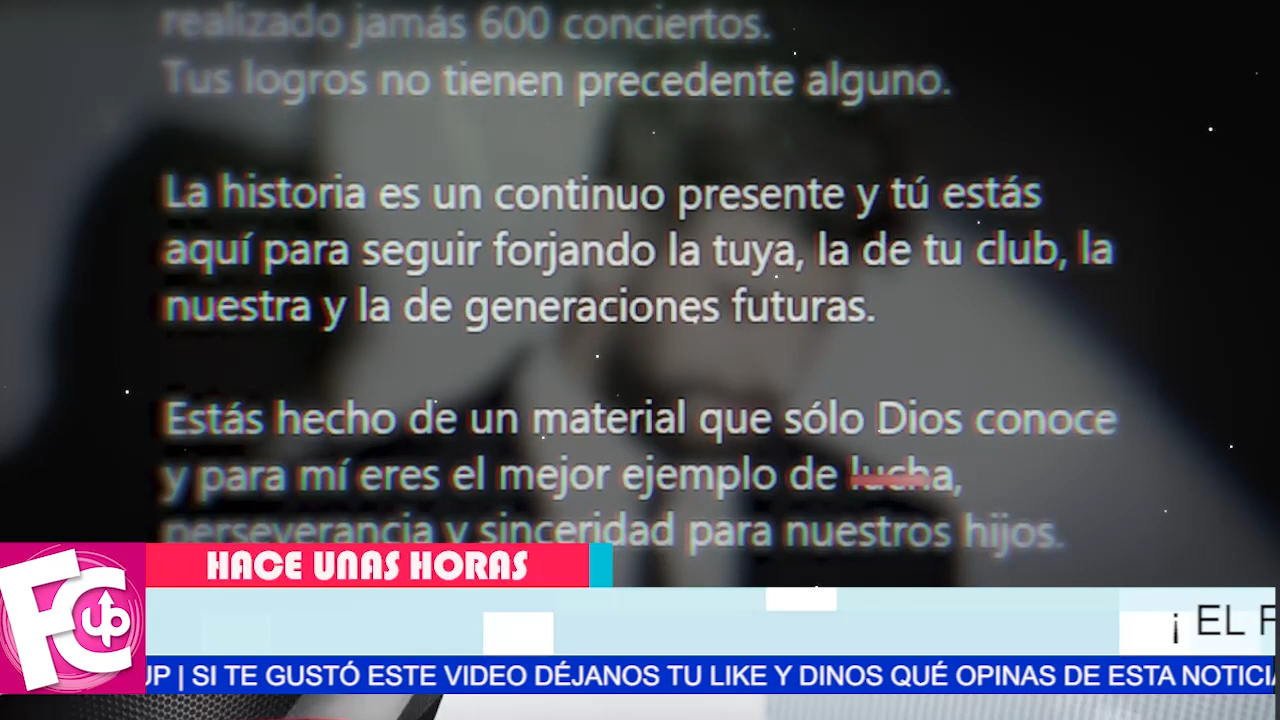 realizado jamás 600 conciertos.
Tus logros no tienen precedente alguno.
La historia es un continuo presente y tú estás
aquí para seguir forjando la tuya, la de tu club, la
nuestra y la de generaciones futuras.
Estás hecho de un material que sólo Dios conoce
y para mí eres el mejor ejemplo de lucha,
perseverancia y sinceridad para nuestros hijos.
HACE UNAS HORAS
FC UP
¡ EL F
UP | SI TE GUSTÓ ESTE VIDEO DÉJANOS TU LIKE Y DINOS QUÉ OPINAS DE ESTA NOTICIA